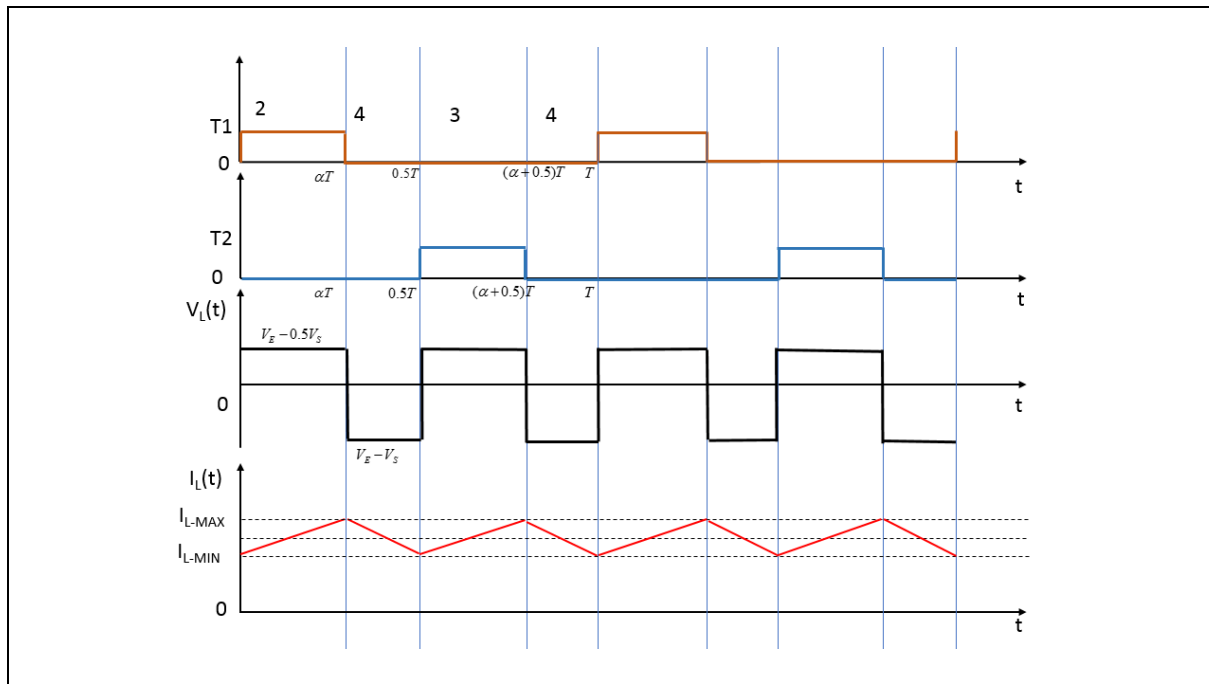 2 4 3 4
T1
0
αT 0.5T (α+0.5)T T
t
T2
0
αT 0.5T (α+0.5)T T
t
V_L(t)
V_E − 0.5V_S
0
t
V_E − V_S
I_L(t)
I_L-MAX
I_L-MIN
0
t